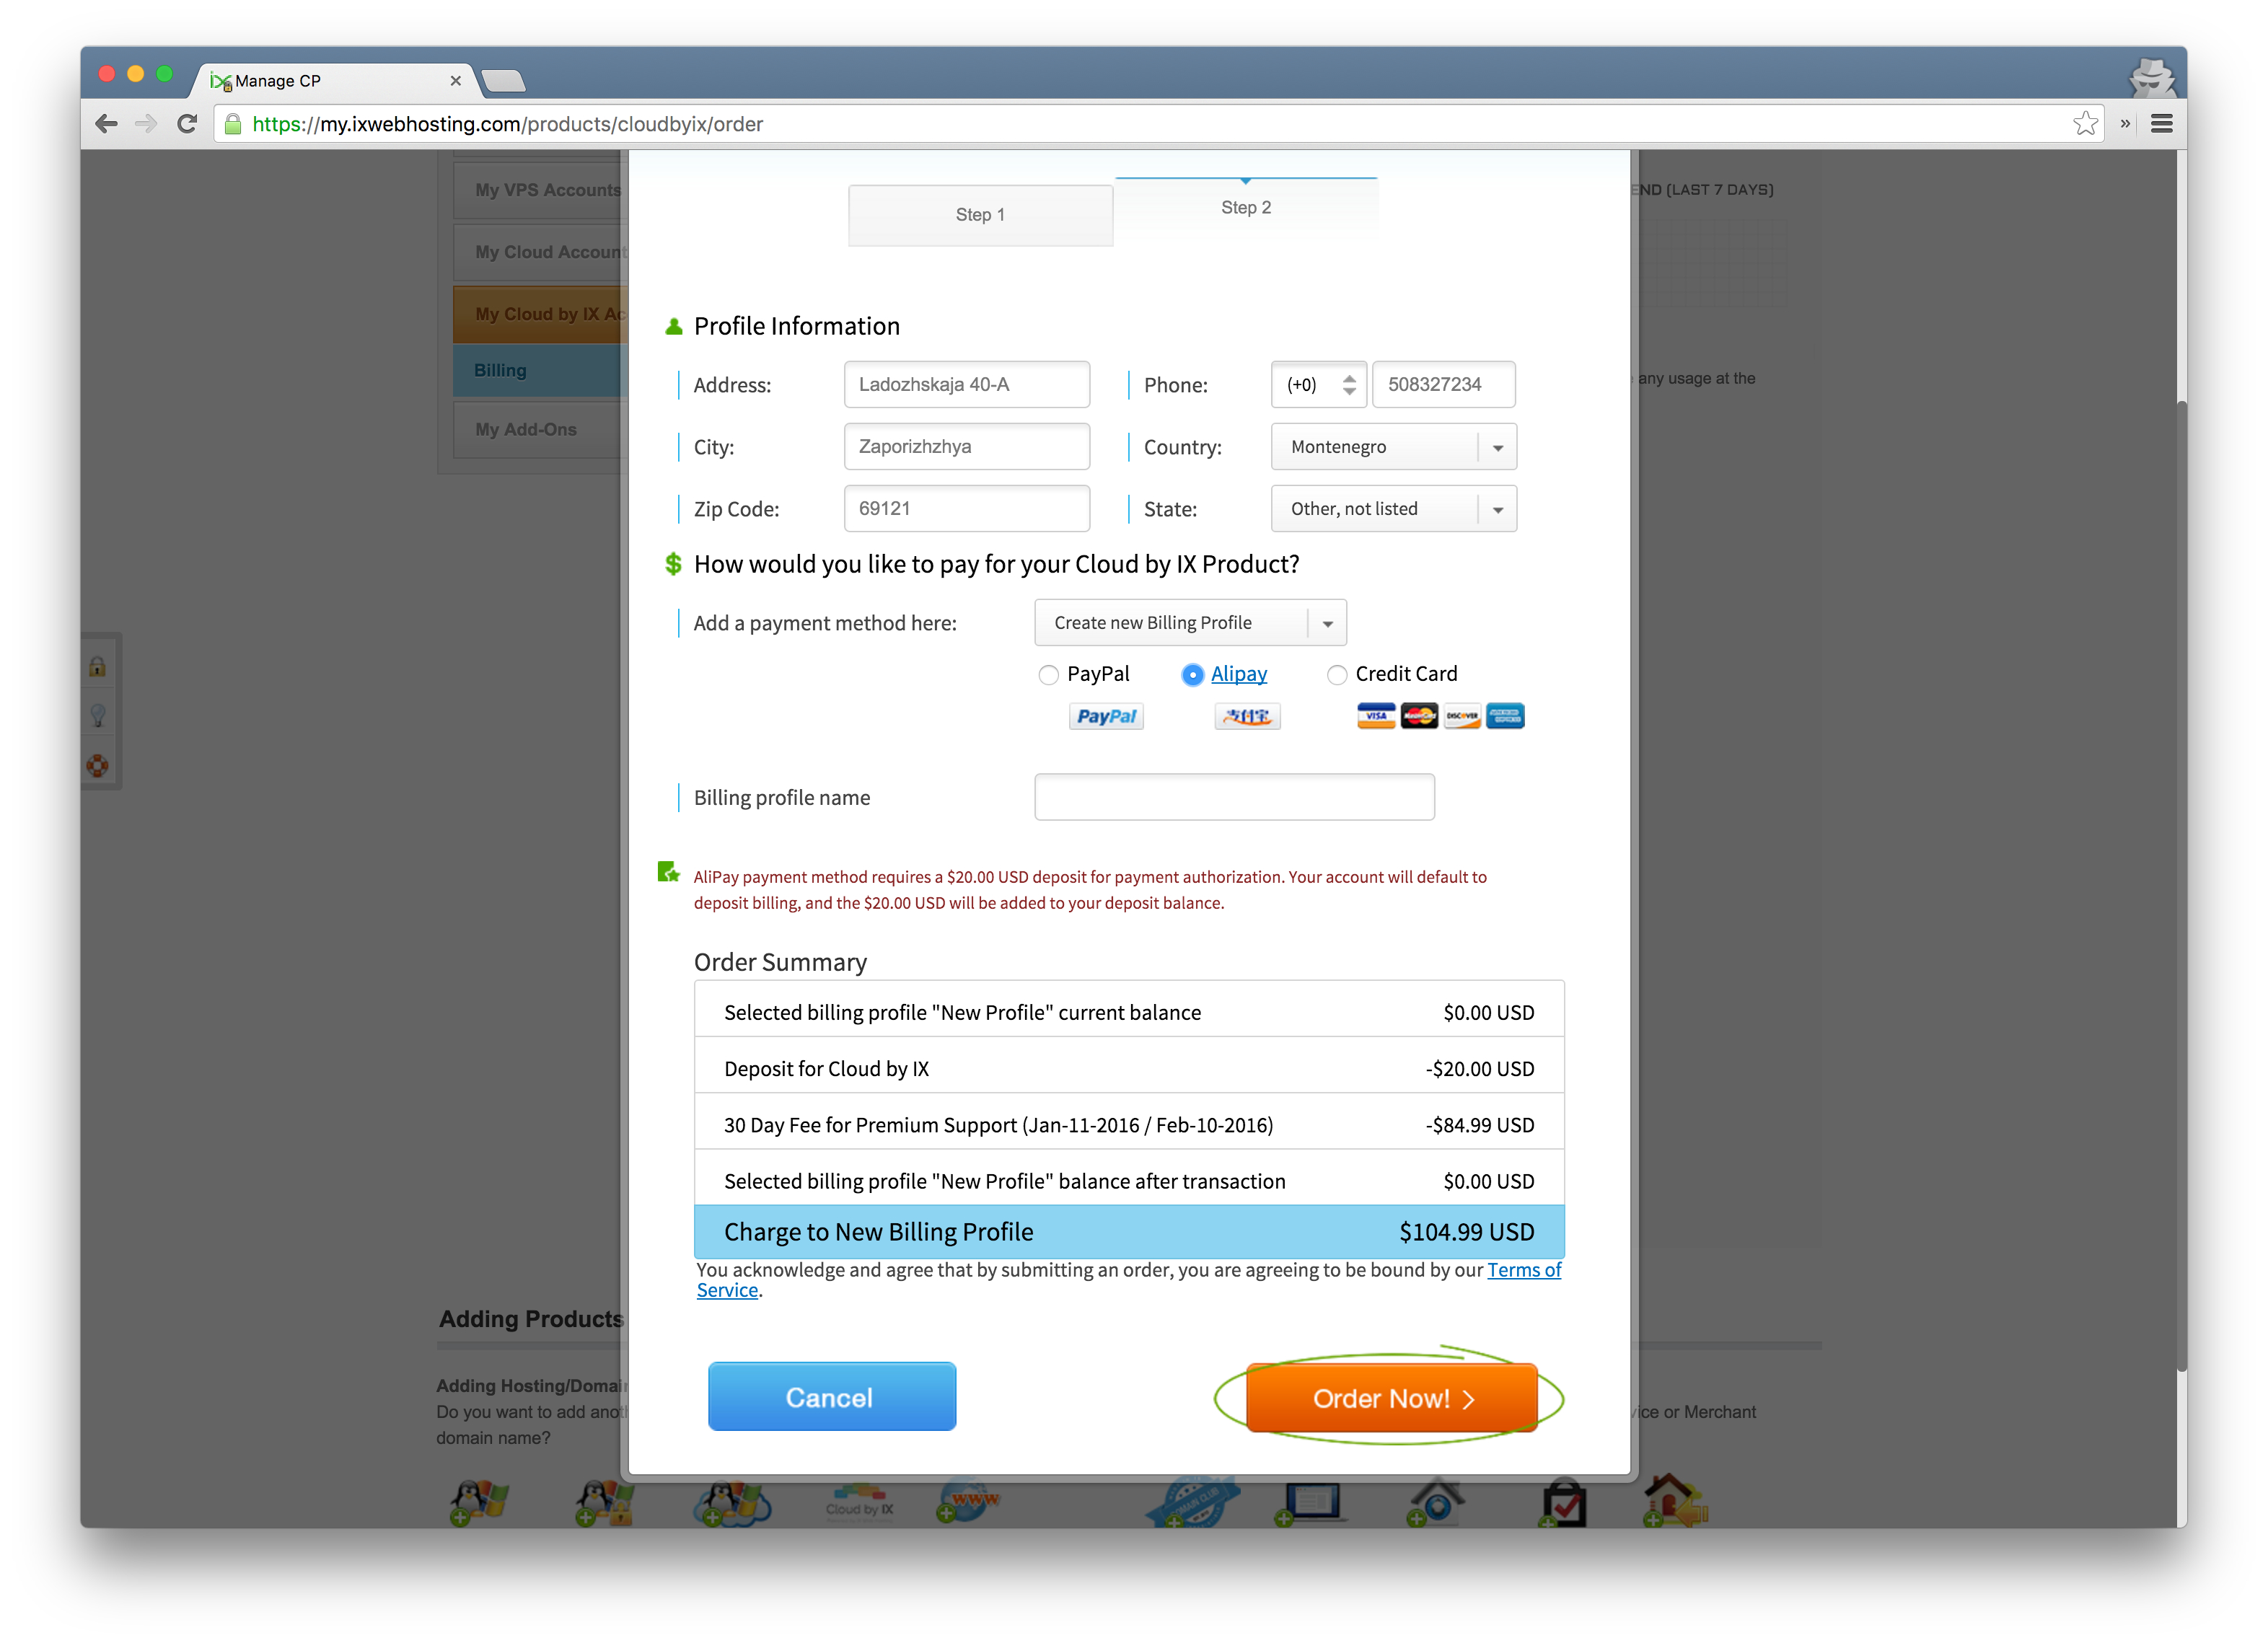 Manage CP
https://my.ixwebhosting.com/products/cloudbyix/order
My VPS Accounts
My Cloud Account
My Cloud by IX Ac
Billing
My Add-Ons
END (LAST 7 DAYS)
any usage at the
Step 1
Step 2
Profile Information
Address: Ladozhskaja 40-A Phone: (+0) 508327234
City: Zaporizhzhya Country: Montenegro
Zip Code: 69121 State: Other, not listed
$ How would you like to pay for your Cloud by IX Product?
Add a payment method here: Create new Billing Profile
PayPal Alipay Credit Card
PayPal 支付宝 VISA MasterCard DISCOVER
Billing profile name
AliPay payment method requires a $20.00 USD deposit for payment authorization. Your account will default to
deposit billing, and the $20.00 USD will be added to your deposit balance.
Order Summary
Selected billing profile "New Profile" current balance $0.00 USD
Deposit for Cloud by IX -$20.00 USD
30 Day Fee for Premium Support (Jan-11-2016 / Feb-10-2016) -$84.99 USD
Selected billing profile "New Profile" balance after transaction $0.00 USD
Charge to New Billing Profile $104.99 USD
You acknowledge and agree that by submitting an order, you are agreeing to be bound by our Terms of
Service.
Cancel
Order Now!
Adding Products
Adding Hosting/Domai
Do you want to add anot
domain name?
vice or Merchant
Cloud by IX
WWW
DOMAIN CLUB